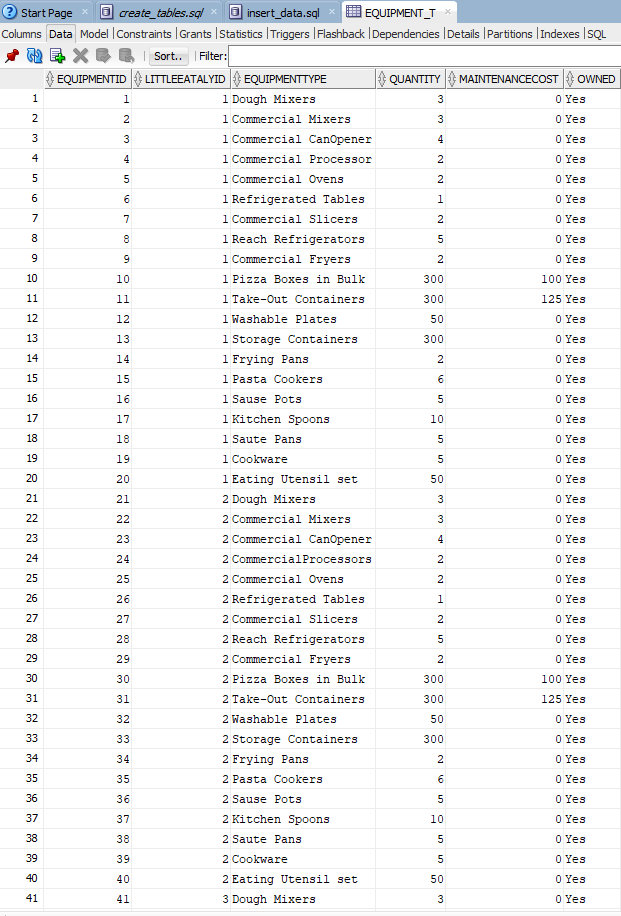 Start Page create_tables.sql insert_data.sql EQUIPMENT_T
Columns Data Model Constraints Grants Statistics Triggers Flashback Dependencies Details Partitions Indexes SQL
Sort.. Filter:
EQUIPMENTID LITTLEEATALYID EQUIPMENTTYPE QUANTITY MAINTENANCECOST OWNED
1 1 1 Dough Mixers 3 0 Yes
2 2 1 Commercial Mixers 3 0 Yes
3 3 1 Commercial CanOpener 4 0 Yes
4 4 1 Commercial Processor 2 0 Yes
5 5 1 Commercial Ovens 2 0 Yes
6 6 1 Refrigerated Tables 1 0 Yes
7 7 1 Commercial Slicers 2 0 Yes
8 8 1 Reach Refrigerators 5 0 Yes
9 9 1 Commercial Fryers 2 0 Yes
10 10 1 Pizza Boxes in Bulk 300 100 Yes
11 11 1 Take-Out Containers 300 125 Yes
12 12 1 Washable Plates 50 0 Yes
13 13 1 Storage Containers 300 0 Yes
14 14 1 Frying Pans 2 0 Yes
15 15 1 Pasta Cookers 6 0 Yes
16 16 1 Sause Pots 5 0 Yes
17 17 1 Kitchen Spoons 10 0 Yes
18 18 1 Saute Pans 5 0 Yes
19 19 1 Cookware 5 0 Yes
20 20 1 Eating Utensil set 50 0 Yes
21 21 2 Dough Mixers 3 0 Yes
22 22 2 Commercial Mixers 3 0 Yes
23 23 2 Commercial CanOpener 4 0 Yes
24 24 2 CommercialProcessors 2 0 Yes
25 25 2 Commercial Ovens 2 0 Yes
26 26 2 Refrigerated Tables 1 0 Yes
27 27 2 Commercial Slicers 2 0 Yes
28 28 2 Reach Refrigerators 5 0 Yes
29 29 2 Commercial Fryers 2 0 Yes
30 30 2 Pizza Boxes in Bulk 300 100 Yes
31 31 2 Take-Out Containers 300 125 Yes
32 32 2 Washable Plates 50 0 Yes
33 33 2 Storage Containers 300 0 Yes
34 34 2 Frying Pans 2 0 Yes
35 35 2 Pasta Cookers 6 0 Yes
36 36 2 Sause Pots 5 0 Yes
37 37 2 Kitchen Spoons 10 0 Yes
38 38 2 Saute Pans 5 0 Yes
39 39 2 Cookware 5 0 Yes
40 40 2 Eating Utensil set 50 0 Yes
41 41 3 Dough Mixers 3 0 Yes